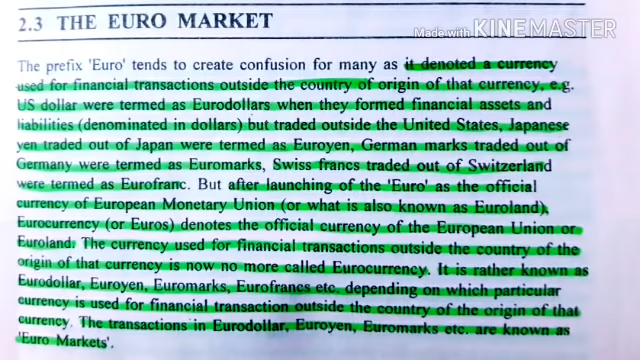 2.3 THE EURO MARKET
Made with KINEMASTER
The prefix 'Euro' tends to create confusion for many as it denoted a currency
used for financial transactions outside the country of origin of that currency, e.g.
US dollar were termed as Eurodollars when they formed financial assets and
liabilities (denominated in dollars) but traded outside the United States, Japanese
yen traded out of Japan were termed as Euroyen, German marks traded out of
Germany were termed as Euromarks, Swiss francs traded out of Switzerland
were termed as Eurofranc. But after launching of the 'Euro' as the official
currency of European Monetary Union (or what is also known as Euroland),
Eurocurrency (or Euros) denotes the official currency of the European Union or
Euroland. The currency used for financial transactions outside the country of the
origin of that currency is now no more called Eurocurrency. It is rather known as
Eurodollar, Euroyen, Euromarks, Eurofrancs etc. depending on which particular
currency is used for financial transaction outside the country of the origin of that
currency. The transactions in Eurodollar, Euroyen, Euromarks etc. are known as
'Euro Markets'.